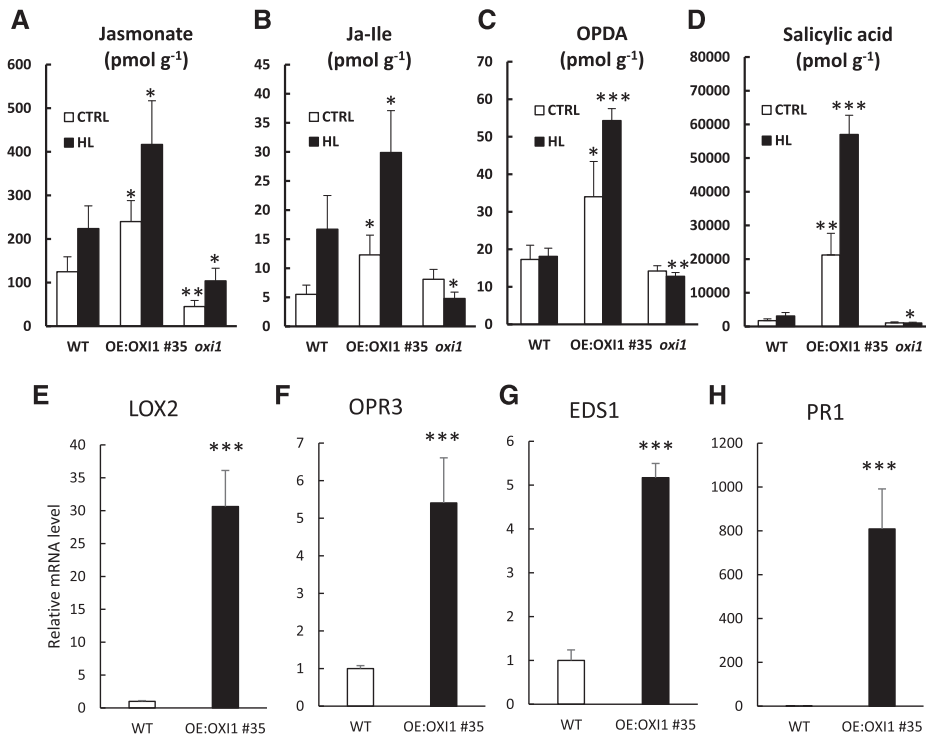 A
Jasmonate
(pmol g-1)
600
500
400
300
200
100
0
CTRL
HL
*
*
**
*
WT OE:OXI1 #35 oxi1
B
Ja-Ile
(pmol g-1)
45
40
35
30
25
20
15
10
5
0
CTRL
HL
*
*
*
WT OE:OXI1 #35 oxi1
C
OPDA
(pmol g-1)
70
60
50
40
30
20
10
0
CTRL
HL
***
*
**
WT OE:OXI1 #35 oxi1
D
Salicylic acid
(pmol g-1)
80000
70000
60000
50000
40000
30000
20000
10000
0
CTRL
HL
***
**
*
WT OE:OXI1 #35 oxi1
E
LOX2
Relative mRNA level
40
35
30
25
20
15
10
5
0
***
WT OE:OXI1 #35
F
OPR3
7
6
5
4
3
2
1
0
***
WT OE:OXI1 #35
G
EDS1
6
5
4
3
2
1
0
***
WT OE:OXI1 #35
H
PR1
1200
1000
800
600
400
200
0
***
WT OE:OXI1 #35